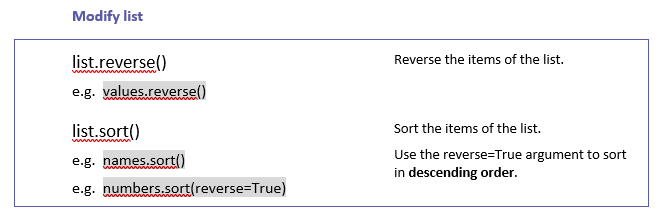 Modify list
list.reverse()
Reverse the items of the list.
e.g. values.reverse()
list.sort()
Sort the items of the list.
e.g. names.sort()
Use the reverse=True argument to sort
in descending order.
e.g. numbers.sort(reverse=True)